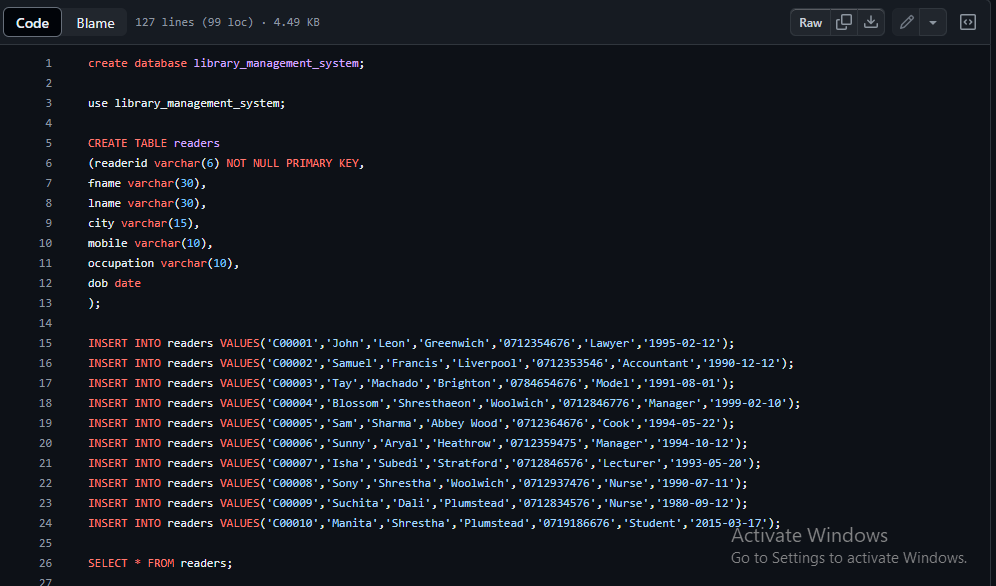 Code Blame 127 lines (99 loc) · 4.49 KB Raw
1 create database library_management_system;
2
3 use library_management_system;
4
5 CREATE TABLE readers
6 (readerid varchar(6) NOT NULL PRIMARY KEY,
7 fname varchar(30),
8 lname varchar(30),
9 city varchar(15),
10 mobile varchar(10),
11 occupation varchar(10),
12 dob date
13 );
14
15 INSERT INTO readers VALUES('C00001','John','Leon','Greenwich','0712354676','Lawyer','1995-02-12');
16 INSERT INTO readers VALUES('C00002','Samuel','Francis','Liverpool','0712353546','Accountant','1990-12-12');
17 INSERT INTO readers VALUES('C00003','Tay','Machado','Brighton','0784654676','Model','1991-08-01');
18 INSERT INTO readers VALUES('C00004','Blossom','Shresthaeon','Woolwich','0712846776','Manager','1999-02-10');
19 INSERT INTO readers VALUES('C00005','Sam','Sharma','Abbey Wood','0712364676','Cook','1994-05-22');
20 INSERT INTO readers VALUES('C00006','Sunny','Aryal','Heathrow','0712359475','Manager','1994-10-12');
21 INSERT INTO readers VALUES('C00007','Isha','Subedi','Stratford','0712846576','Lecturer','1993-05-20');
22 INSERT INTO readers VALUES('C00008','Sony','Shrestha','Woolwich','0712937476','Nurse','1990-07-11');
23 INSERT INTO readers VALUES('C00009','Suchita','Dali','Plumstead','0712834576','Nurse','1980-09-12');
24 INSERT INTO readers VALUES('C00010','Manita','Shrestha','Plumstead','0719186676','Student','2015-03-17');
25
26 SELECT * FROM readers;
27
Activate Windows
Go to Settings to activate Windows.